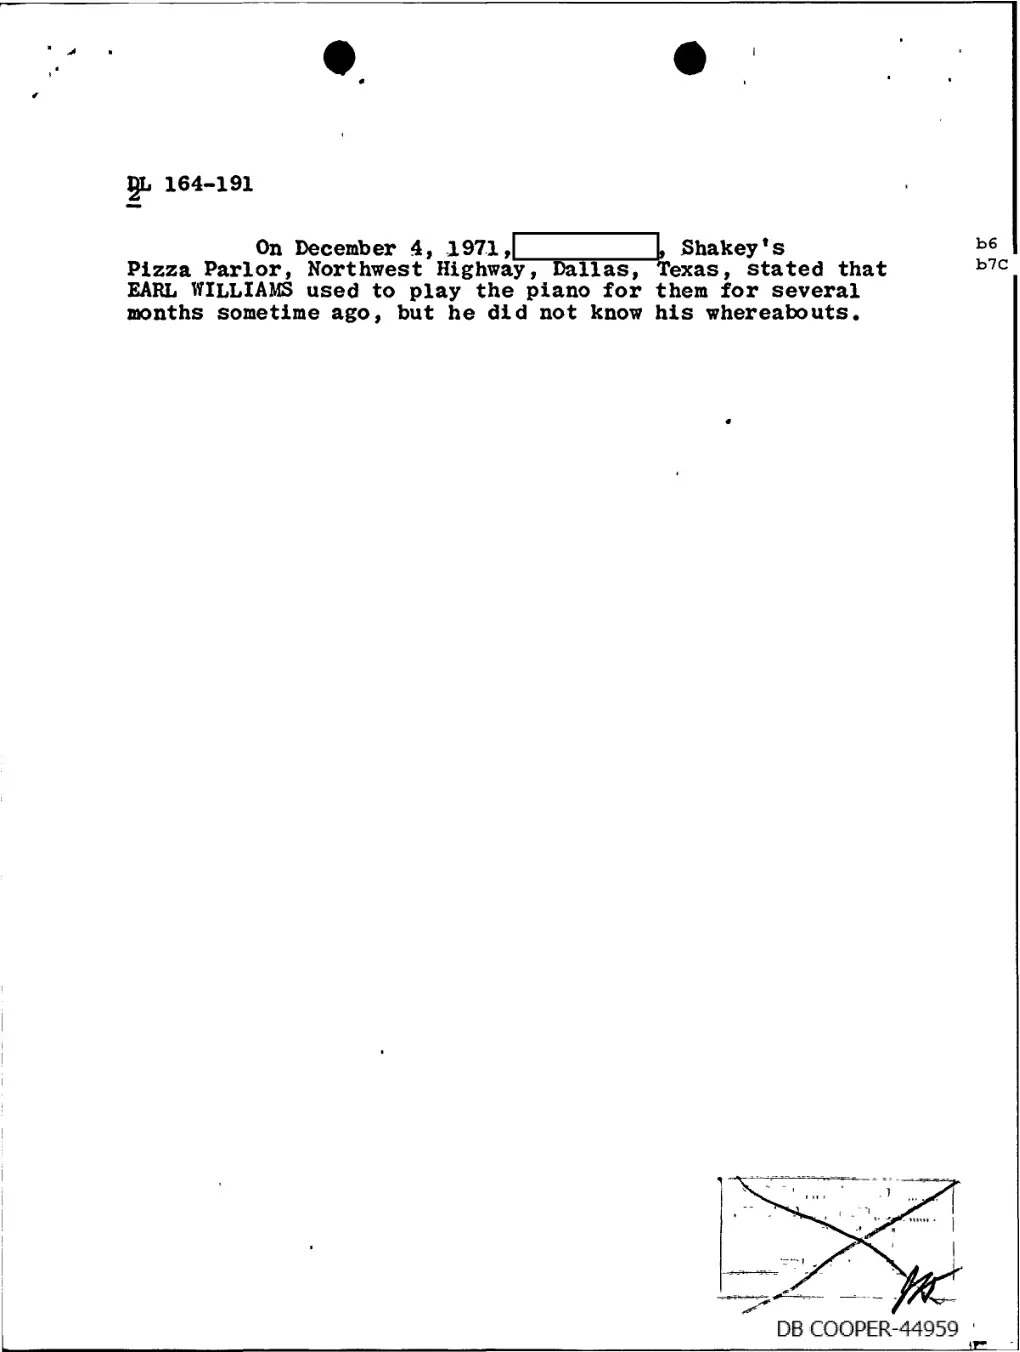 DL 164-191
2
On December 4, 1971, , Shakey's
Pizza Parlor, Northwest Highway, Dallas, Texas, stated that
EARL WILLIAMS used to play the piano for them for several
months sometime ago, but he did not know his whereabouts.
b6
b7C
DB COOPER-44959